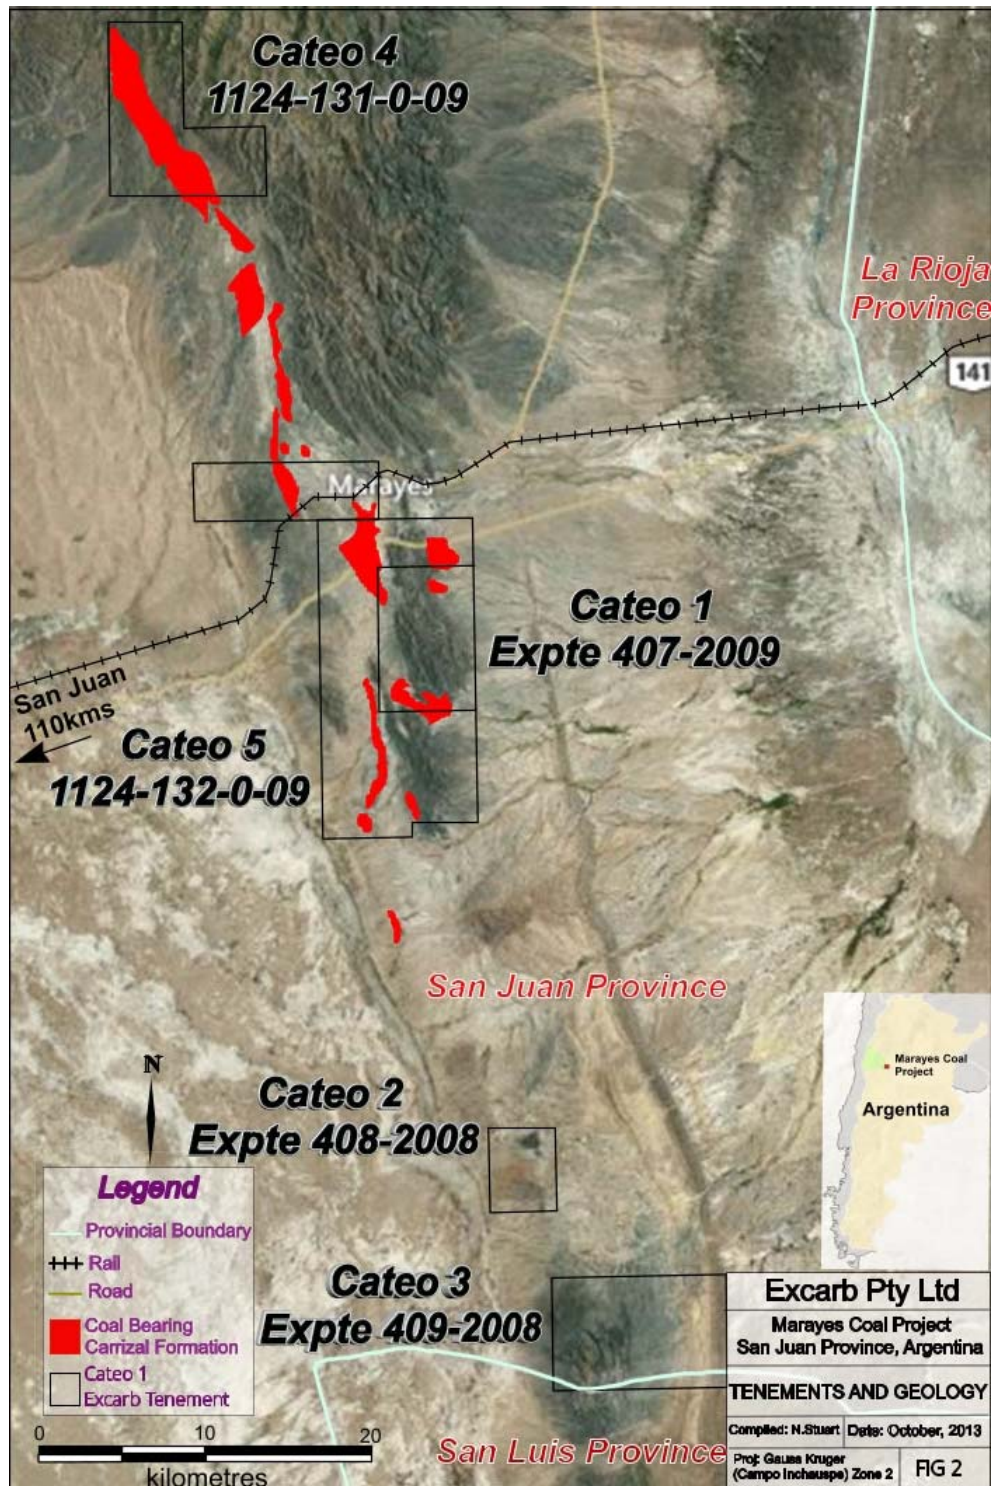 Cateo 4
1124-131-0-09
La Rioja
Province
141
Marayes
Cateo 1
Expte 407-2009
San Juan
110kms
Cateo 5
1124-132-0-09
San Juan Province
Marayes Coal
Project
Argentina
N
Cateo 2
Expte 408-2008
Legend
Provincial Boundary
Rail
Road
Coal Bearing
Carrizal Formation
Cateo 1
Excarb Tenement
Cateo 3
Expte 409-2008
0 10 20
kilometres
San Luis Province
Excarb Pty Ltd
Marayes Coal Project
San Juan Province, Argentina
TENEMENTS AND GEOLOGY
Compiled: N.Stuart Date: October, 2013
Proj: Gauss Kruger
(Campo Inchauspe) Zone 2
FIG 2